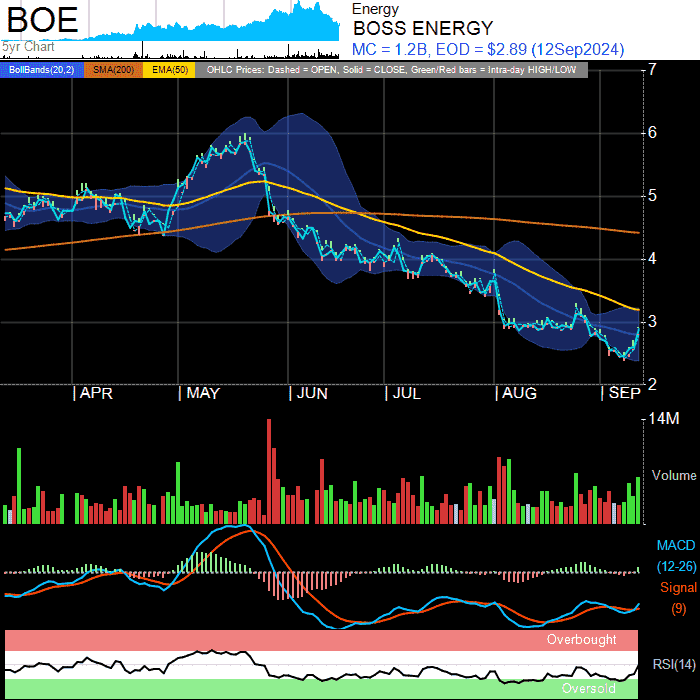 BOE
5yr Chart
Energy
BOSS ENERGY
MC = 1.2B, EOD = $2.89 (12Sep2024)
BollBands(20,2) SMA(200) EMA(50) OHLC Prices: Dashed = OPEN, Solid = CLOSE, Green/Red bars = Intra-day HIGH/LOW
7
6
5
4
3
2
APR MAY JUN JUL AUG SEP
14M
Volume
MACD
(12-26)
Signal
(9)
Overbought
RSI(14)
Oversold